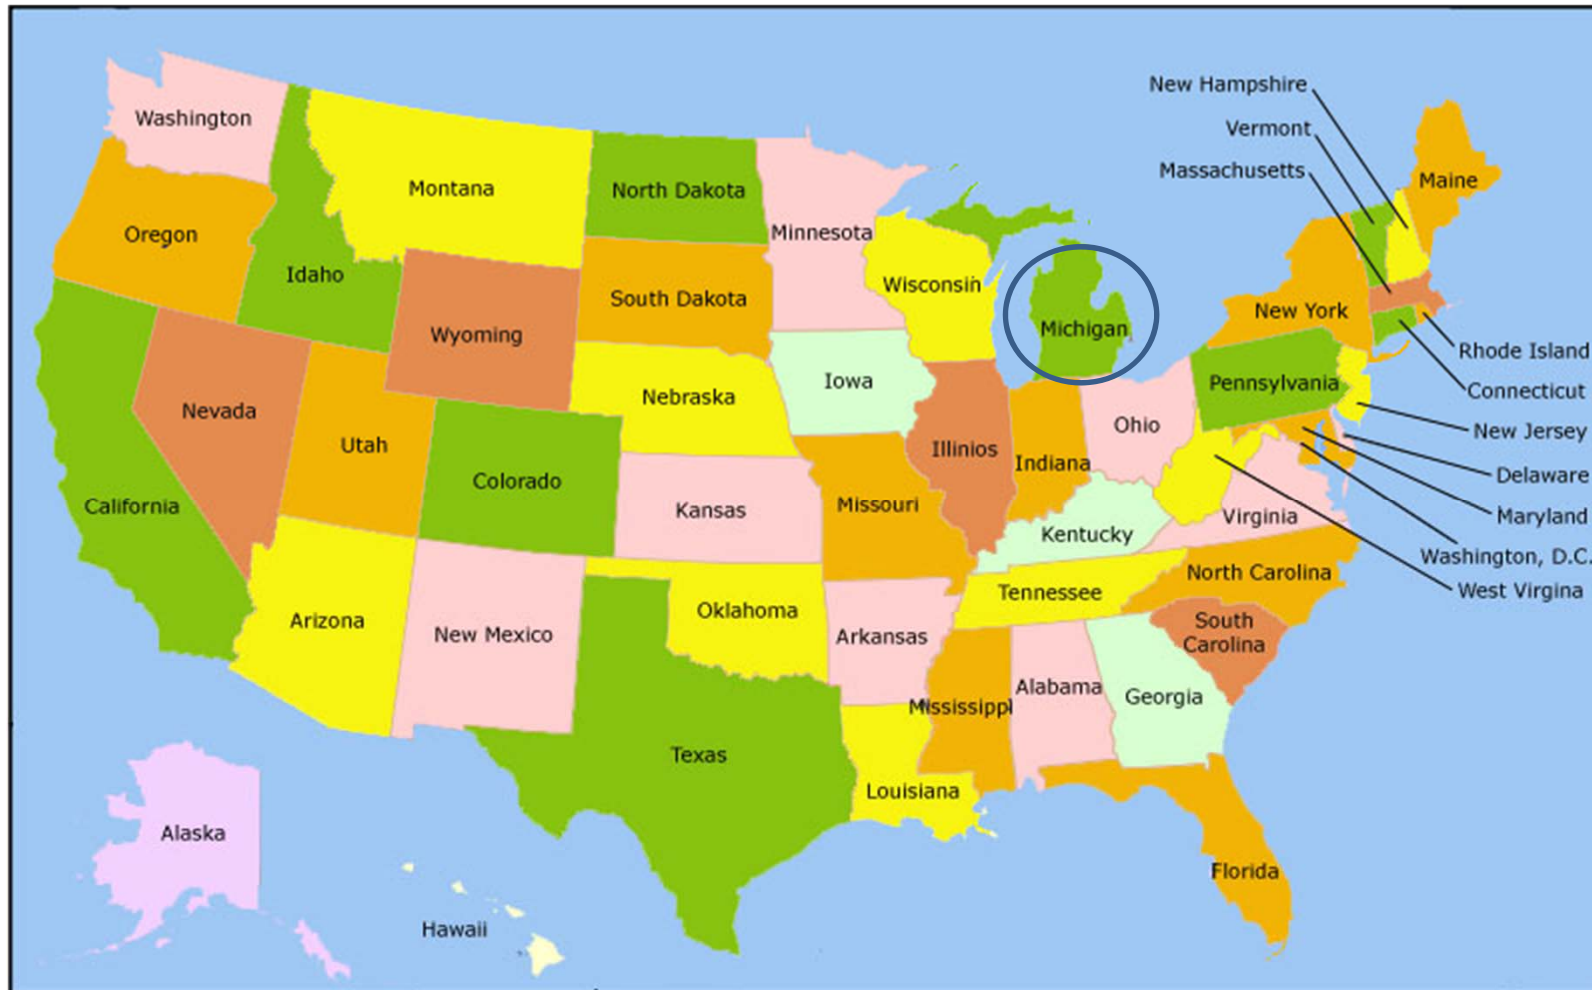 New Hampshire
Vermont
Massachusetts
Washington
Maine
Montana
North Dakota
Minnesota
Oregon
Idaho
Wisconsin
South Dakota
New York
Michigan
Wyoming
Rhode Island
Iowa
Pennsylvania
Connecticut
Nebraska
Nevada
Ohio
New Jersey
Utah
Illinios
Indiana
Colorado
Delaware
California
Missouri
Kansas
Virginia
Maryland
Kentucky
Washington, D.C.
North Carolina
West Virgina
Tennessee
Oklahoma
Arizona
New Mexico
Arkansas
South
Carolina
Alabama
Georgia
Mississippi
Texas
Louisiana
Alaska
Florida
Hawaii